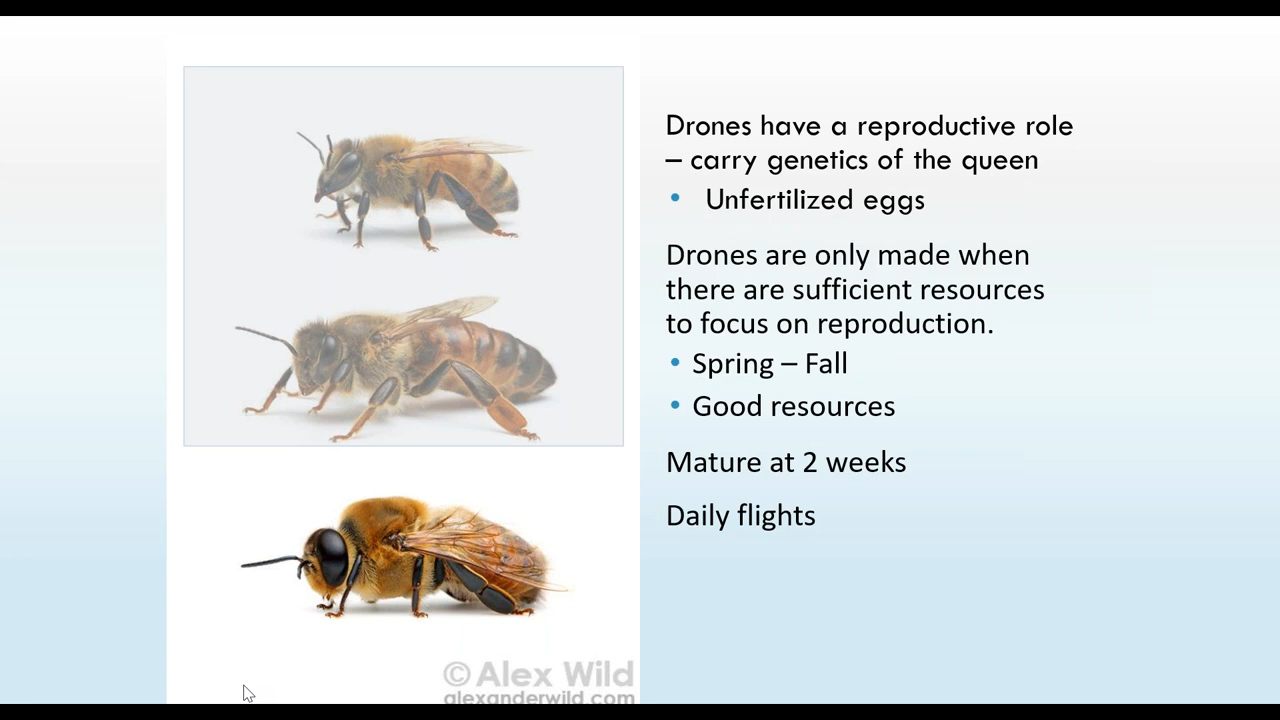 Drones have a reproductive role
– carry genetics of the queen
• Unfertilized eggs
Drones are only made when
there are sufficient resources
to focus on reproduction.
• Spring – Fall
• Good resources
Mature at 2 weeks
Daily flights
© Alex Wild
alexanderwild.com